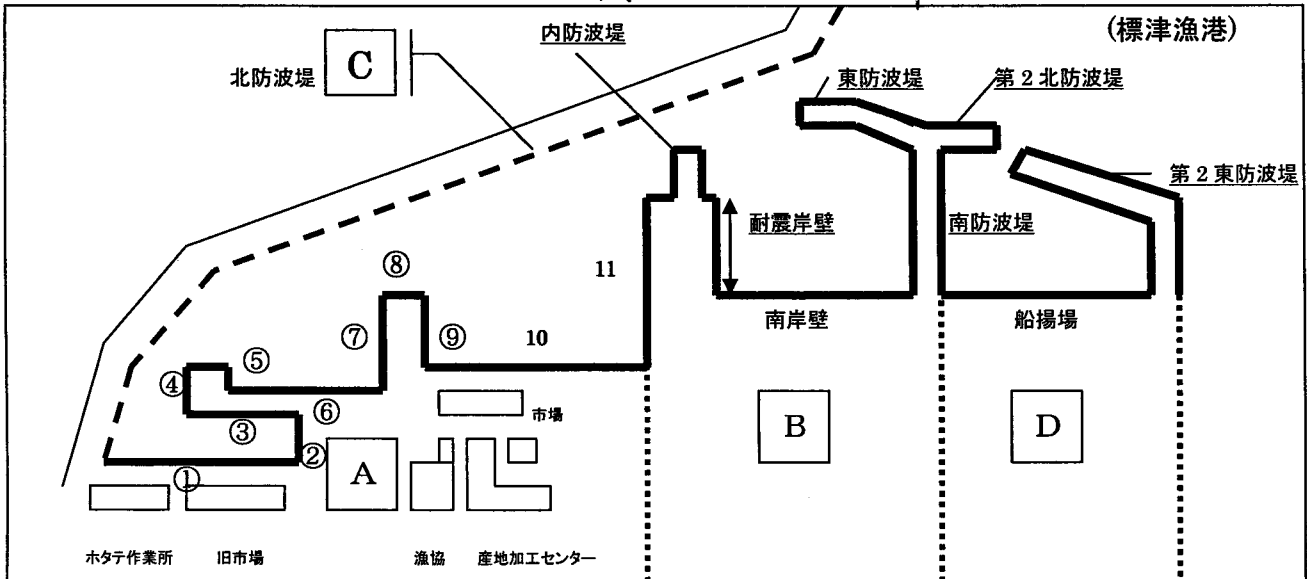 (標津漁港)
内防波堤
北防波堤
C
東防波堤
第2北防波堤
第2東防波堤
耐震岸壁
南防波堤
⑧
11
⑦
⑨
10
南岸壁
船揚場
⑤
④
⑥
③
市場
B
D
②
①
A
ホタテ作業所
旧市場
漁協
産地加工センター